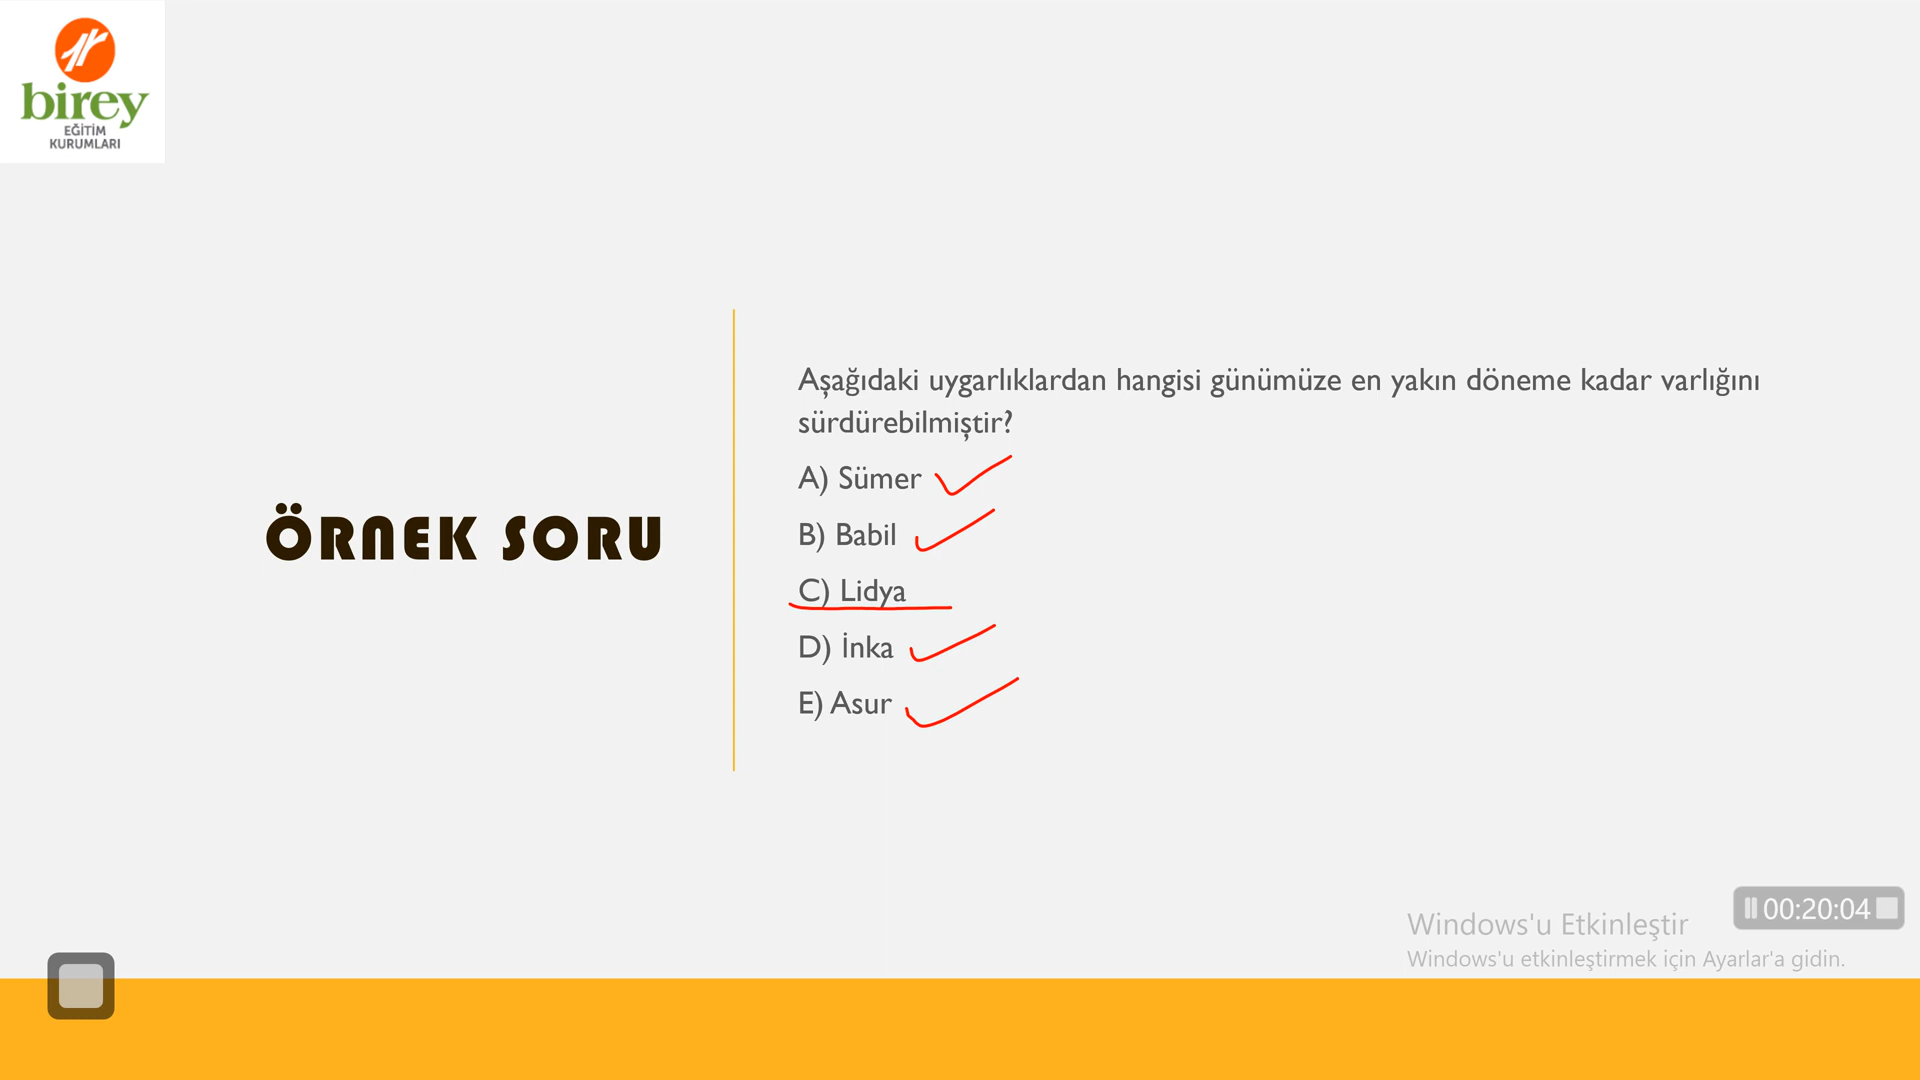 birey
EĞİTİM
KURUMLARI
ÖRNEK SORU
Aşağıdaki uygarlıklardan hangisi günümüze en yakın döneme kadar varlığını
sürdürebilmiştir?
A) Sümer
B) Babil
C) Lidya
D) İnka
E) Asur
00:20:04
Windows'u Etkinleştir
Windows'u etkinleştirmek için Ayarlar'a gidin.